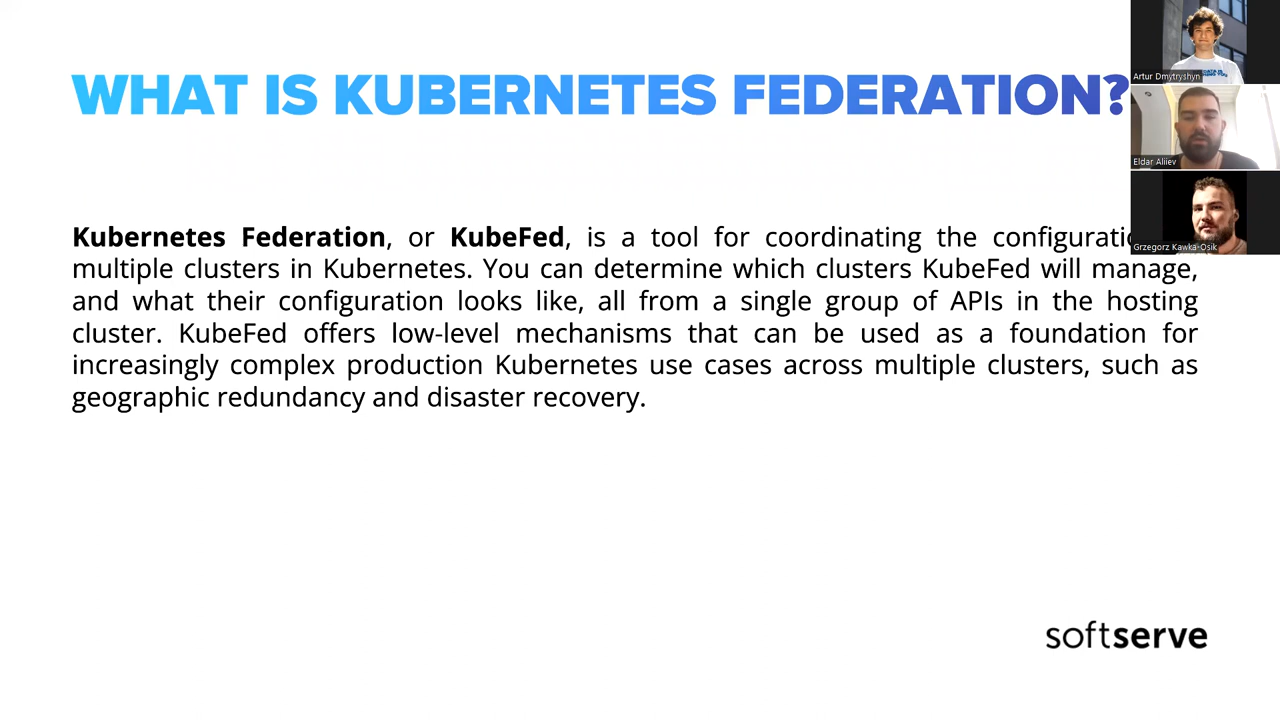 WHAT IS KUBERNETES FEDERATION?
Artur Dmytryshyn
Eldar Aliiev
Grzegorz Kawka-Osik
Kubernetes Federation, or KubeFed, is a tool for coordinating the
multiple clusters in Kubernetes. You can determine which clusters KubeFed will manage,
and what their configuration looks like, all from a single group of APIs in the hosting
cluster. KubeFed offers low-level mechanisms that can be used as a foundation for
increasingly complex production Kubernetes use cases across multiple clusters, such as
geographic redundancy and disaster recovery.
softserve